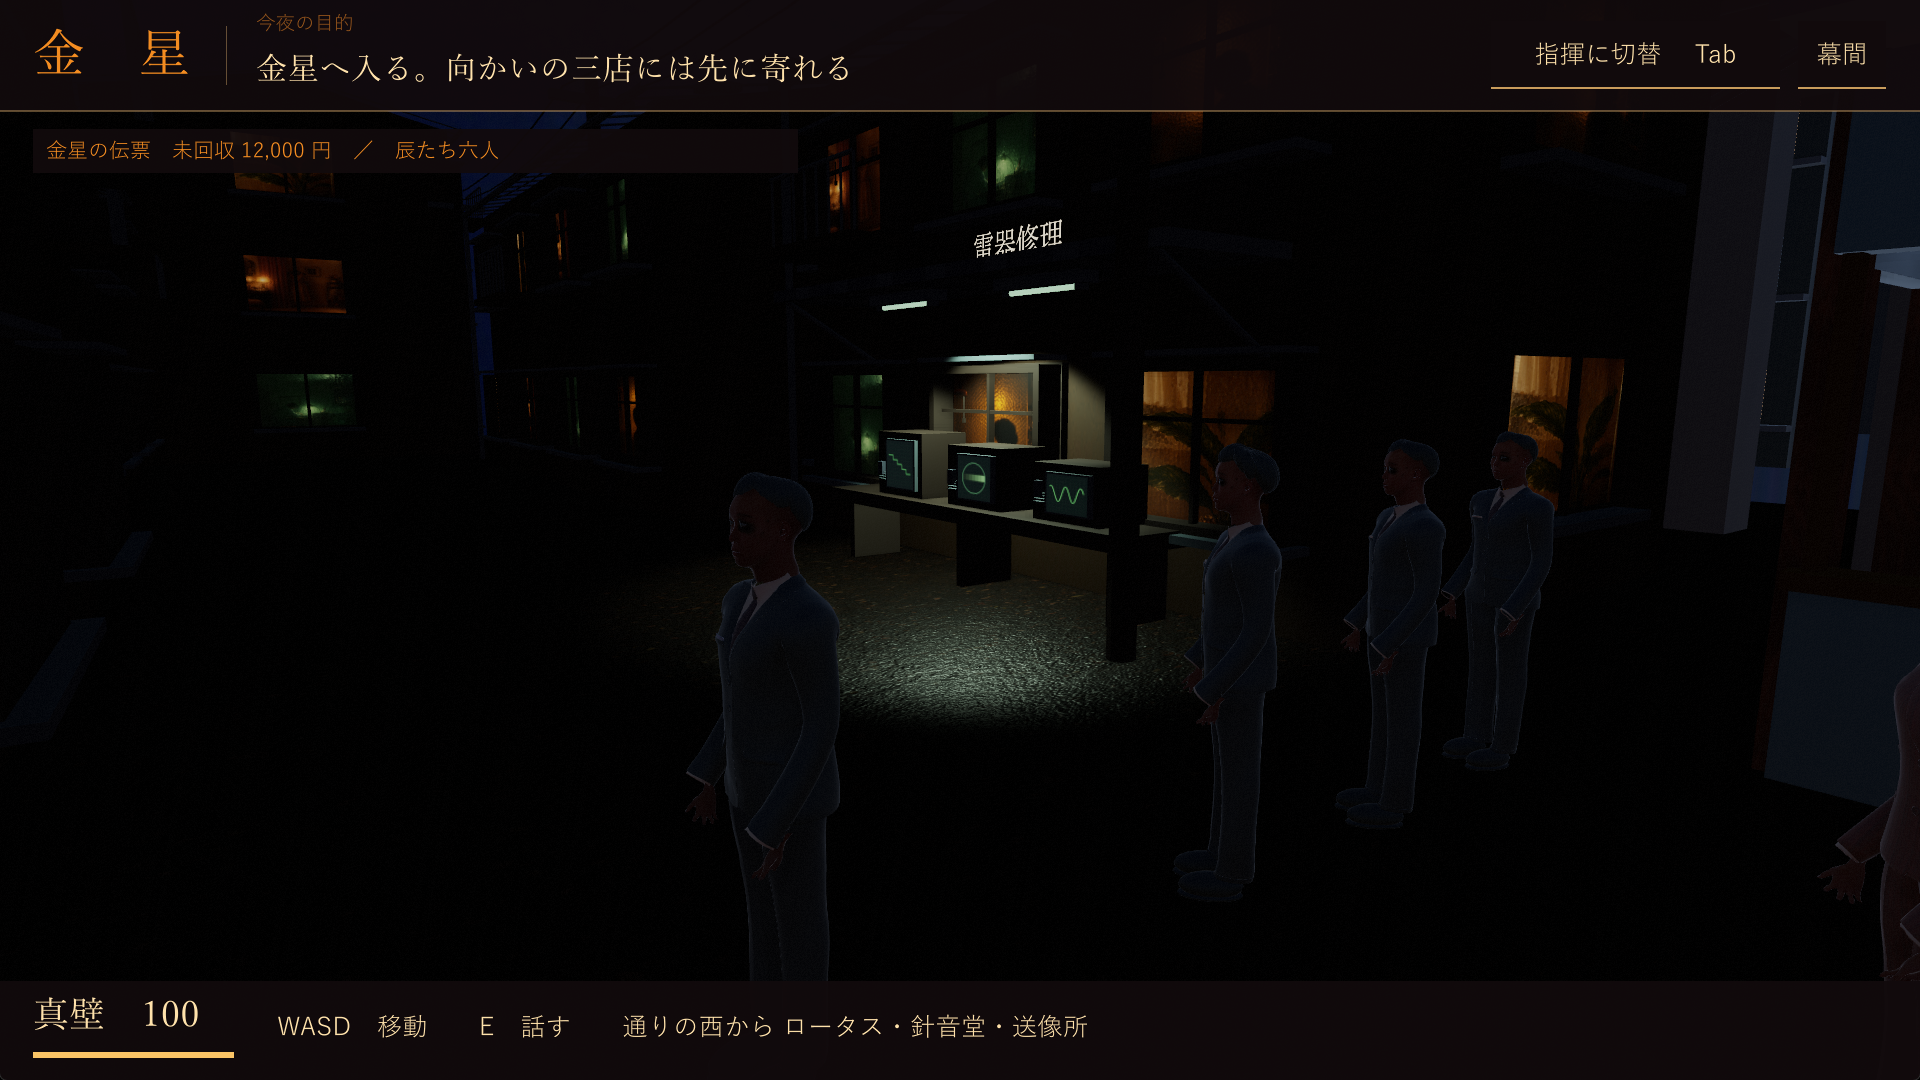 金星
今夜の目的
金星へ入る。向かいの三店には先に寄れる
指揮に切替 Tab
幕間
金星の伝票 未回収 12,000 円 ／ 辰たち六人
電器修理
真壁 100
WASD 移動 E 話す 通りの西から ロータス・針音堂・送像所